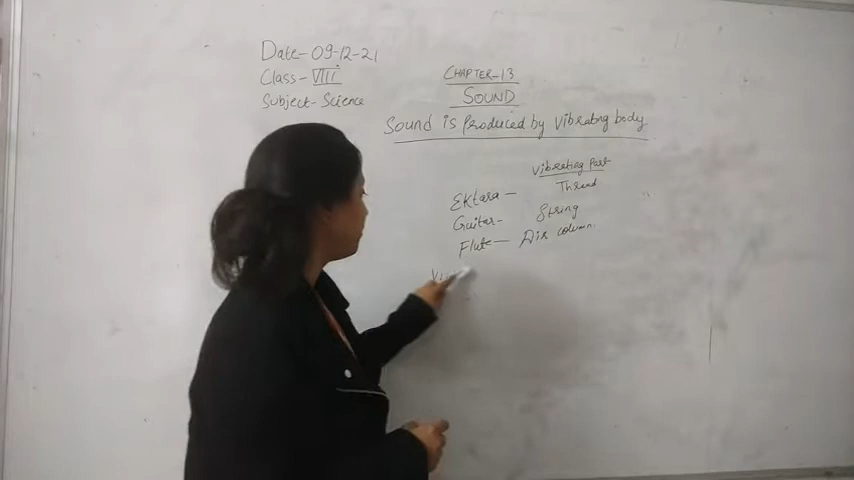 Date- 09-12-21
Class- VIII
Subject- Science
CHAPTER-13
SOUND
Sound is Produced by vibrating body
Vibrating Part
Ektara — Thread
Guitar- String
Flute — Air column.